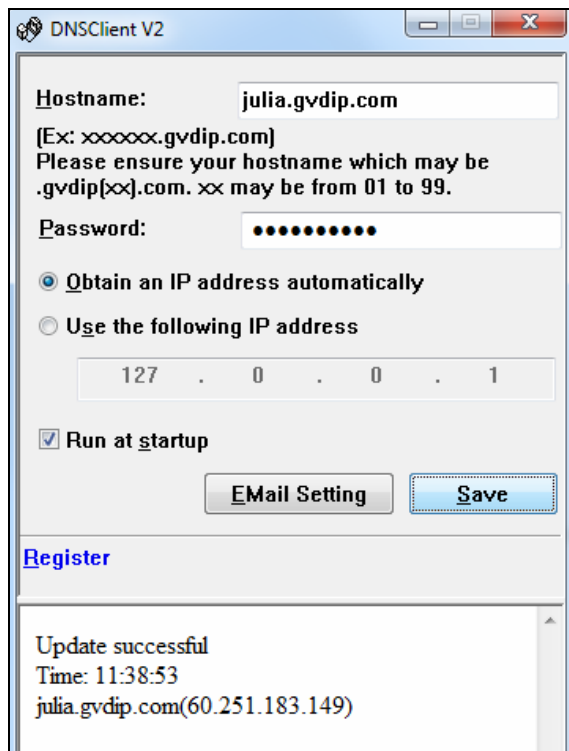 DNSClient V2
Hostname: julia.gvdip.com
(Ex: xxxxxx.gvdip.com)
Please ensure your hostname which may be
.gvdip(xx).com. xx may be from 01 to 99.
Password: ••••••••••
Obtain an IP address automatically
Use the following IP address
127 . 0 . 0 . 1
Run at startup
EMail Setting Save
Register
Update successful
Time: 11:38:53
julia.gvdip.com(60.251.183.149)